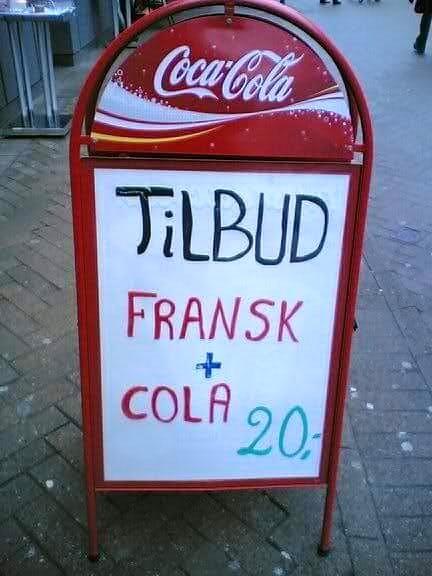 Coca-Cola
TiLBUD
FRANSK
+
COLA
20,-